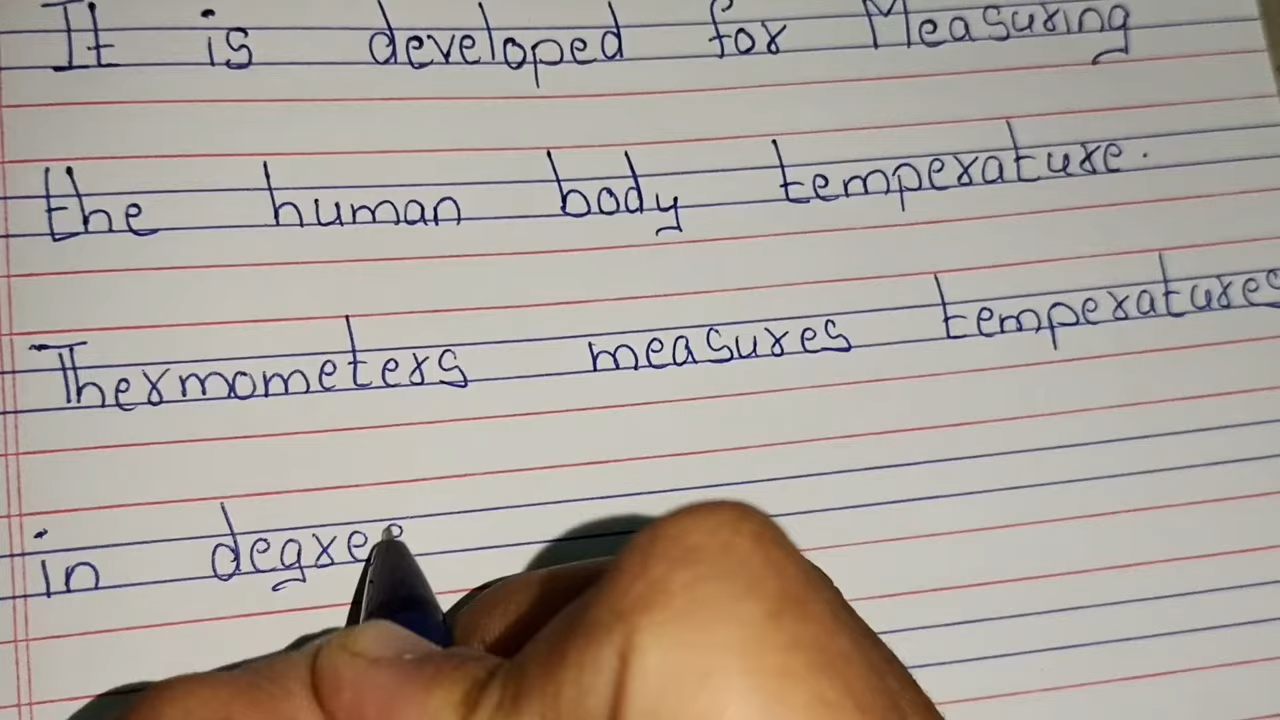 It is developed for Measuring
the human body temperature.
Thermometers measures temperatures
in degree